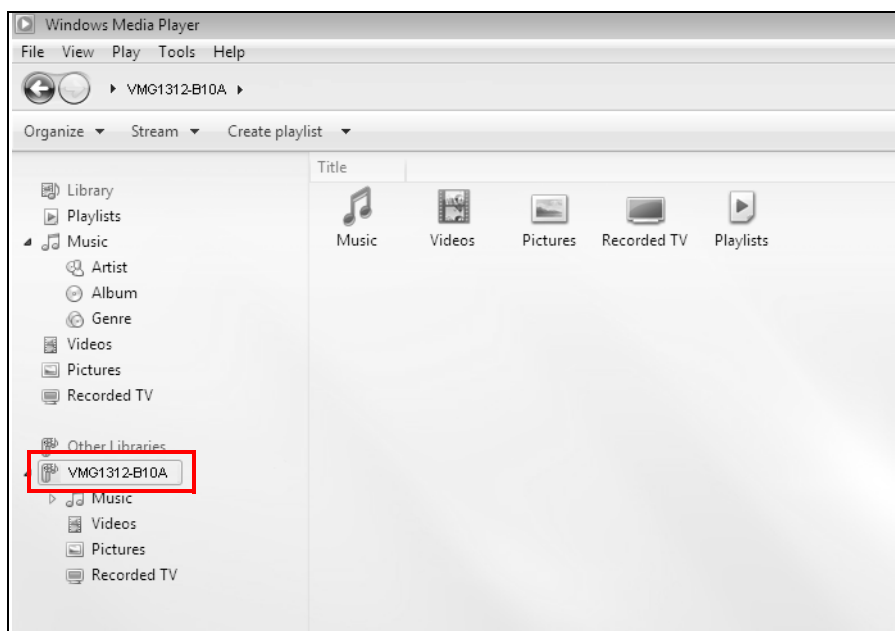 Windows Media Player
File View Play Tools Help
VMG1312-B10A
Organize Stream Create playlist
Title
Music Videos Pictures Recorded TV Playlists
Library
Playlists
Music
Artist
Album
Genre
Videos
Pictures
Recorded TV
Other Libraries
VMG1312-B10A
Music
Videos
Pictures
Recorded TV